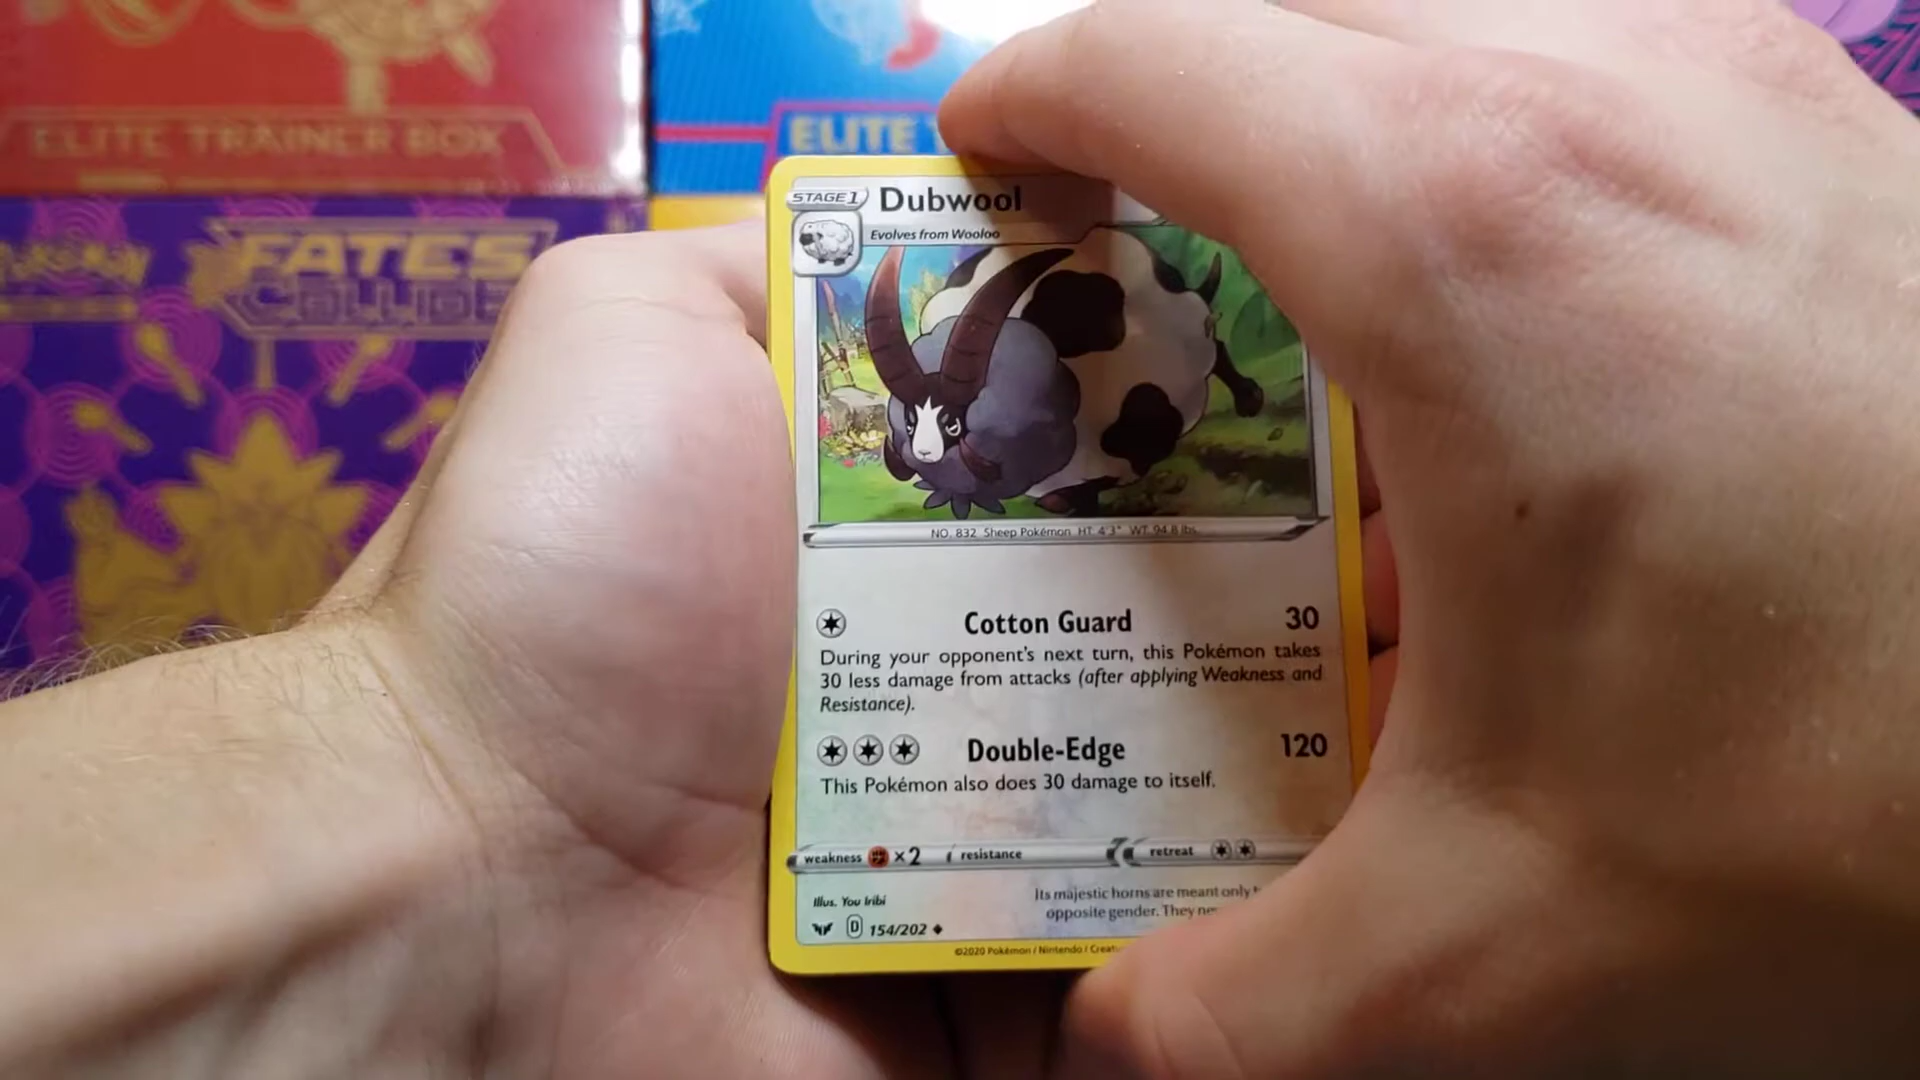 ELITE TRAINER BOX
ELITE
FATES
COLLIDE
STAGE 1
Dubwool
Evolves from Wooloo
NO. 832 Sheep Pokémon HT. 4'3" WT. 94.8 lbs.
Cotton Guard 30
During your opponent's next turn, this Pokémon takes
30 less damage from attacks (after applying Weakness and
Resistance).
Double-Edge 120
This Pokémon also does 30 damage to itself.
weakness ×2 resistance retreat
Illus. You Iribi
Its majestic horns are meant only
opposite gender. They
D 154/202
©2020 Pokémon / Nintendo /